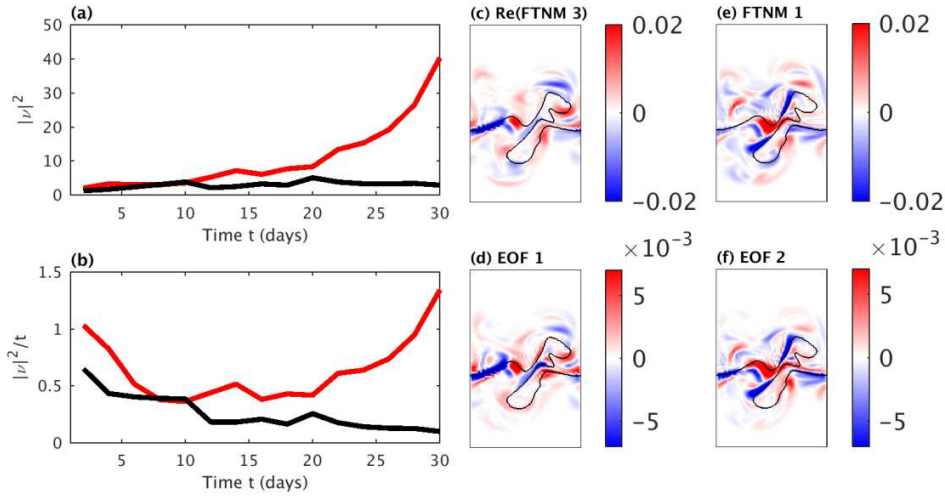 (a)
50
40
30
20
10
0
|ν|²
5 10 15 20 25 30
Time t (days)
(b)
1.5
1
0.5
0
|ν|²/t
5 10 15 20 25 30
Time t (days)
(c) Re(FTNM 3)
0.02
0
-0.02
(e) FTNM 1
0.02
0
-0.02
(d) EOF 1
×10⁻³
5
0
-5
(f) EOF 2
×10⁻³
5
0
-5